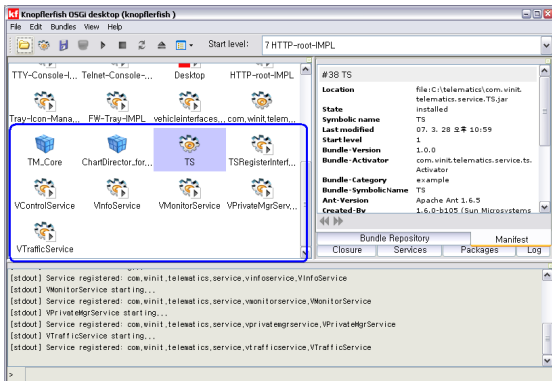 Knopflerfish OSGi desktop (knopflerfish )
File Edit Bundles View Help
Start level: 7 HTTP-root-IMPL
TTY-Console-I... Telnet-Console-... Desktop HTTP-root-IMPL
Tray-Icon-Mana... FW-Tray-IMPL vehicleinterfaces... com,winit,telem...
TM_Core ChartDirector_for... TS TSRegisterInterf...
VControlService VInfoService VMonitorService VPrivateMgrServ...
VTrafficService
#38 TS
Location file:C:\telematics\com.vinit.
telematics.service.TS.jar
State installed
Symbolic name TS
Last modified 07. 3. 28 오후 10:59
Start level 1
Bundle-Version 1.0.0
Bundle-Activator com.vinit.telematics.service.ts.
Activator
Bundle-Category example
Bundle-SymbolicName TS
Ant-Version Apache Ant 1.6.5
Created-By 1.6.0-b105 (Sun Microsystems
Bundle Repository Manifest
Closure Services Packages Log
[stdout] Service registered: com,winit,telematics,service,vinfoservice,VInfoService
[stdout] VMonitorService starting,,,
[stdout] Service registered: com,winit,telematics,service,vmonitorservice,VMonitorService
[stdout] VPrivateMgrService starting,,,
[stdout] Service registered: com,winit,telematics,service,vprivatemgrservice,VPrivateMgrService
[stdout] VTrafficService starting,,,
[stdout] Service registered: com,winit,telematics,service,vtrafficservice,VTrafficService
>